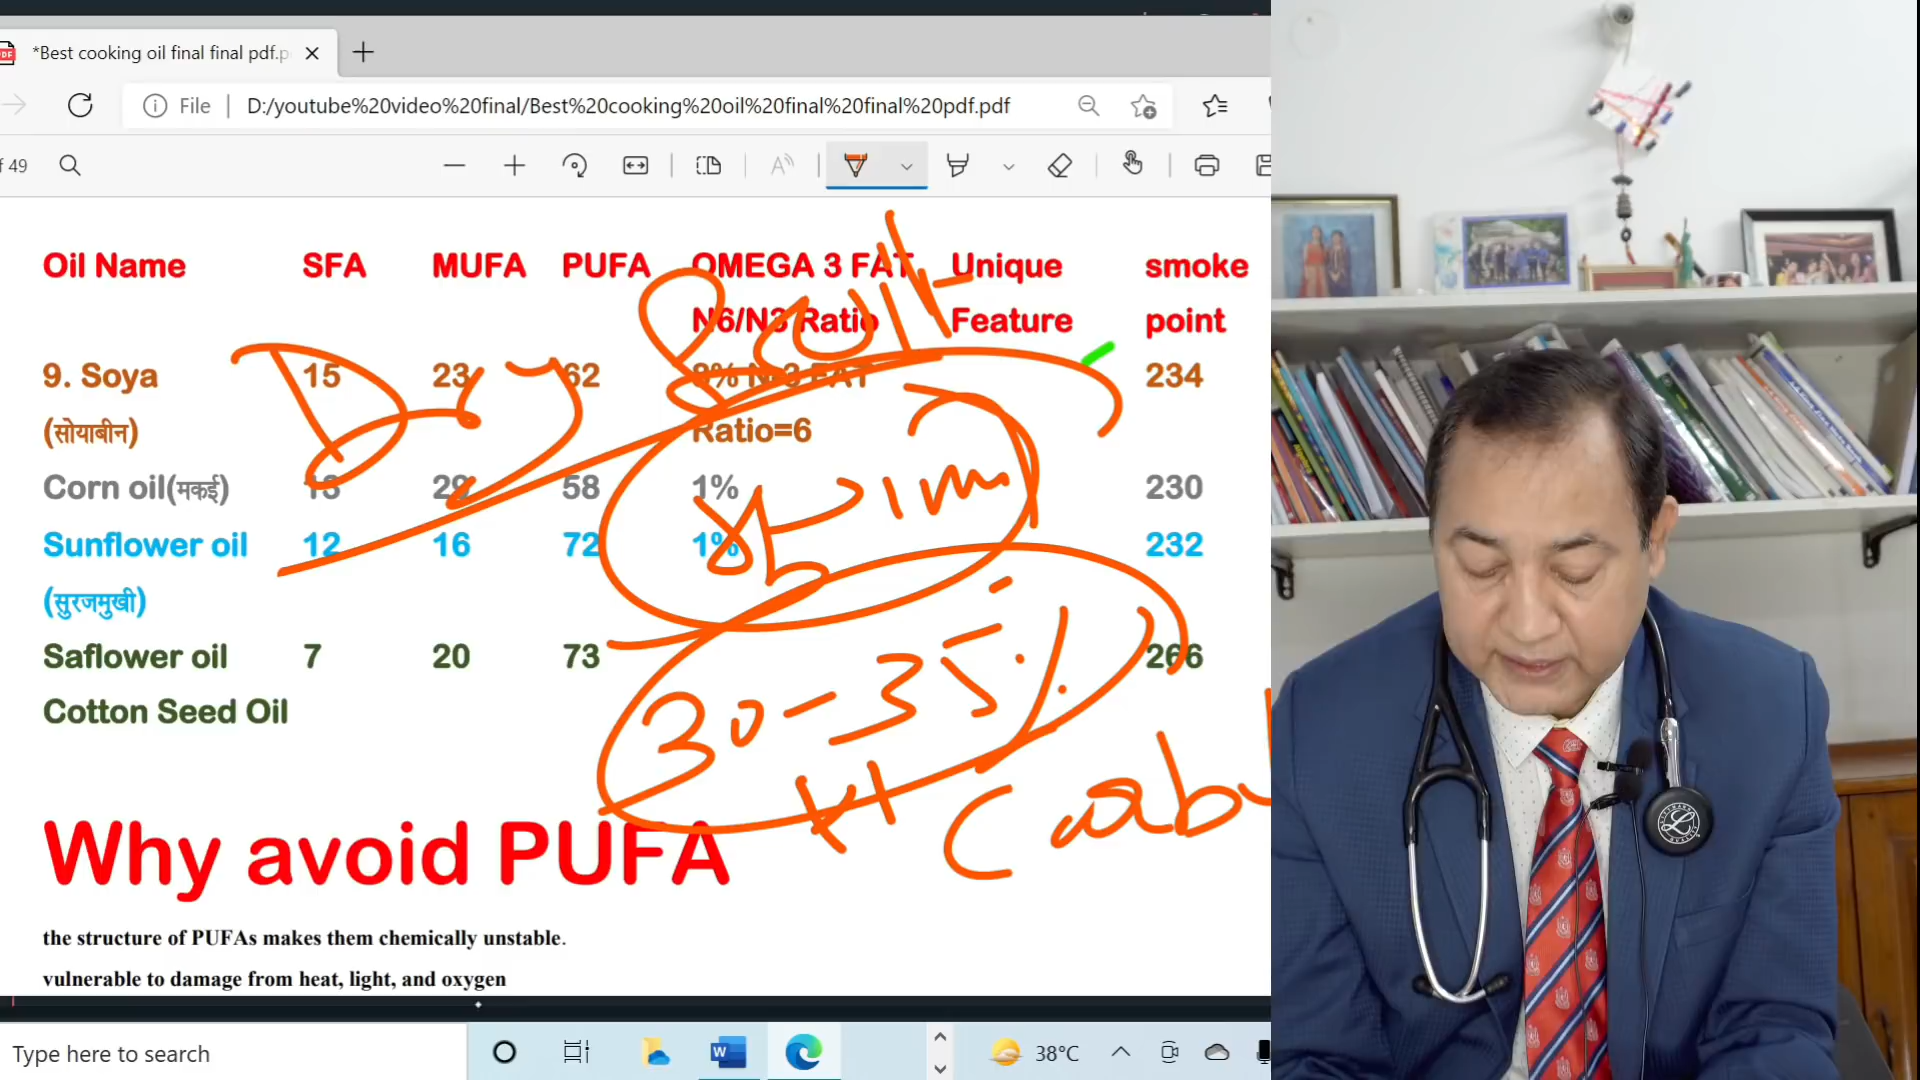 *Best cooking oil final final pdf.p
File D:/youtube%20video%20final/Best%20cooking%20oil%20final%20final%20pdf.pdf
f 49
Oil Name SFA MUFA PUFA OMEGA 3 FAT Unique smoke
N6/N3 Ratio Feature point
9. Soya 15 23 62 8% N-3 FAT 234
(सोयाबीन) Ratio=6
Corn oil(मकई) 13 29 58 1% 230
Sunflower oil 12 16 72 1% 232
(सुरजमुखी)
Saflower oil 7 20 73 266
Cotton Seed Oil
Dry
skim
30-35%
Why avoid PUFA
the structure of PUFAs makes them chemically unstable.
vulnerable to damage from heat, light, and oxygen
Type here to search 38°C